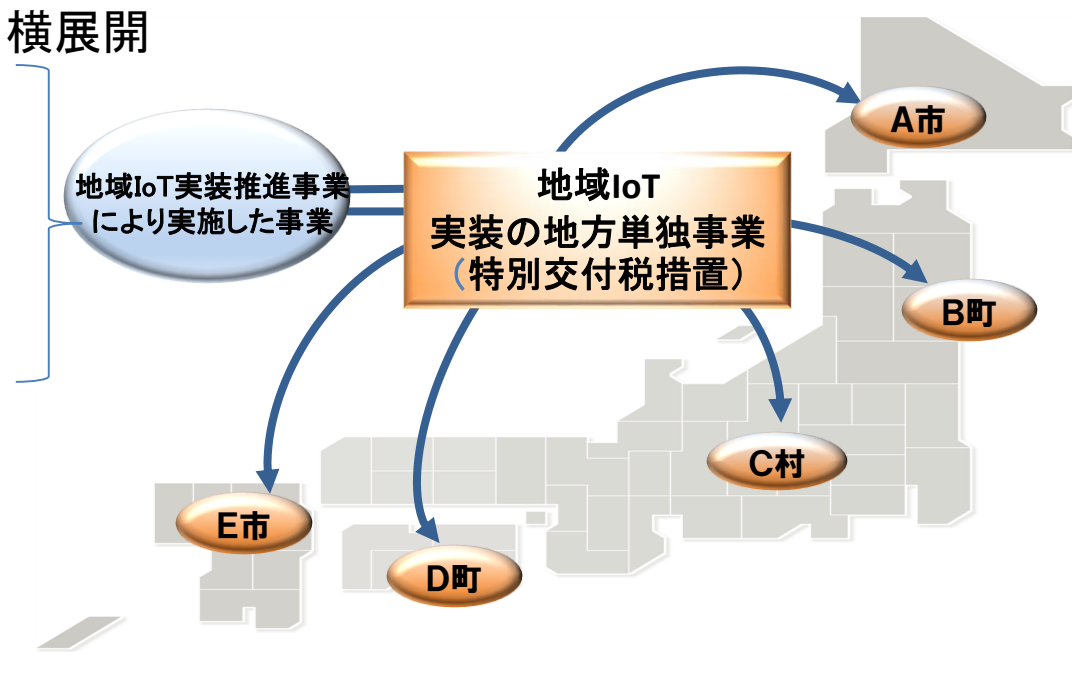 横展開
地域IoT実装推進事業
により実施した事業
地域IoT
実装の地方単独事業
（特別交付税措置）
A市
B町
C村
D町
E市